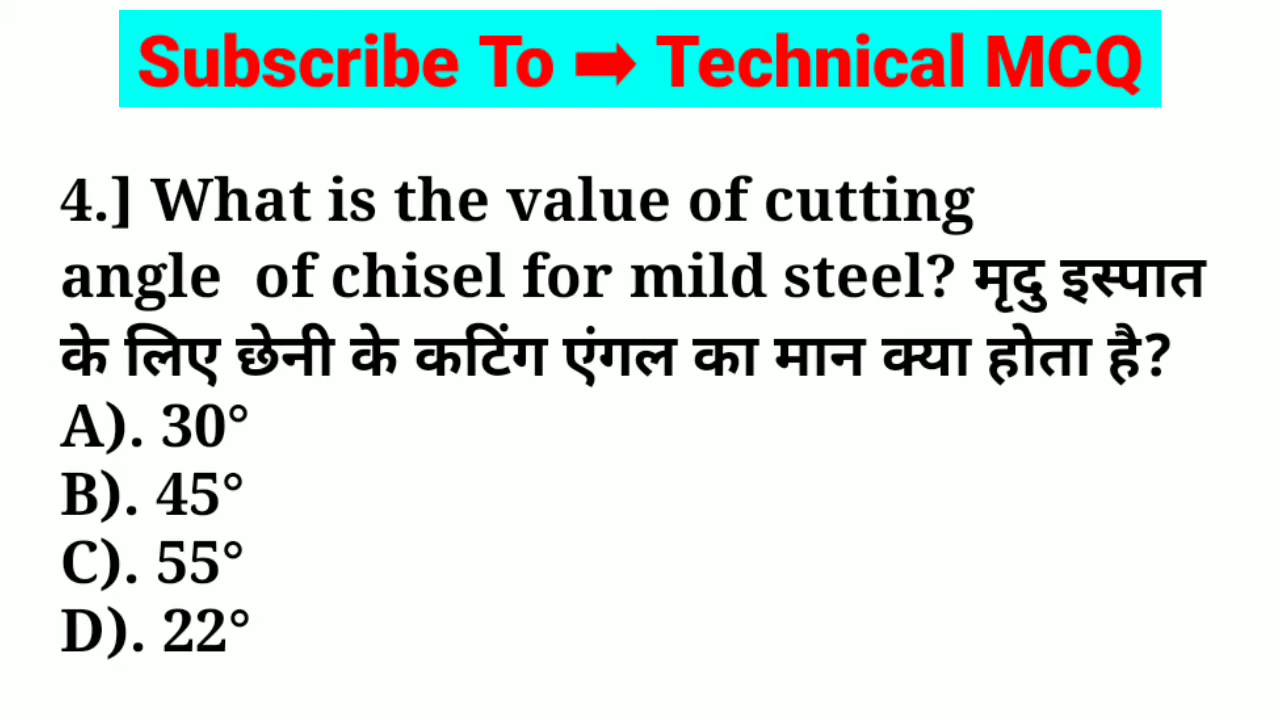 Subscribe To ➡ Technical MCQ
4.] What is the value of cutting
angle of chisel for mild steel? मृदु इस्पात
के लिए छेनी के कटिंग एंगल का मान क्या होता है?
A). 30°
B). 45°
C). 55°
D). 22°